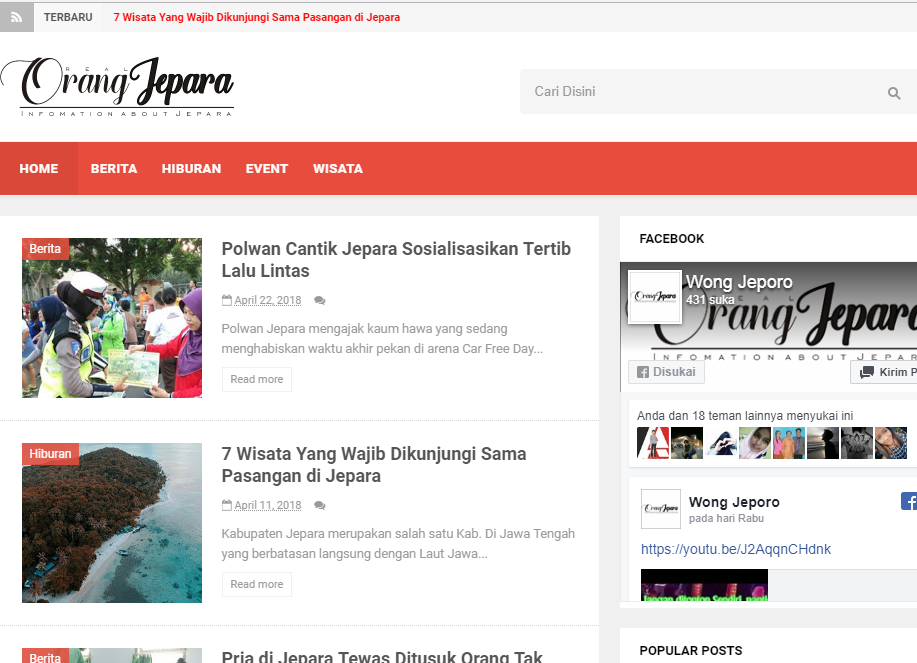 TERBARU
7 Wisata Yang Wajib Dikunjungi Sama Pasangan di Jepara
REAL
Orang Jepara
Infomation about Jepara
Cari Disini
HOME
BERITA
HIBURAN
EVENT
WISATA
Berita
Polwan Cantik Jepara Sosialisasikan Tertib
Lalu Lintas
April 22, 2018
Polwan Jepara mengajak kaum hawa yang sedang
menghabiskan waktu akhir pekan di arena Car Free Day...
Read more
Hiburan
7 Wisata Yang Wajib Dikunjungi Sama
Pasangan di Jepara
April 11, 2018
Kabupaten Jepara merupakan salah satu Kab. Di Jawa Tengah
yang berbatasan langsung dengan Laut Jawa...
Read more
Berita
Pria di Jepara Tewas Ditusuk Orang Tak
FACEBOOK
Wong Jeporo
431 suka
Orang Jepara
Infomation about Jepar
Disukai
Kirim P
Anda dan 18 teman lainnya menyukai ini
Wong Jeporo
pada hari Rabu
https://youtu.be/J2AqqnCHdnk
POPULAR POSTS